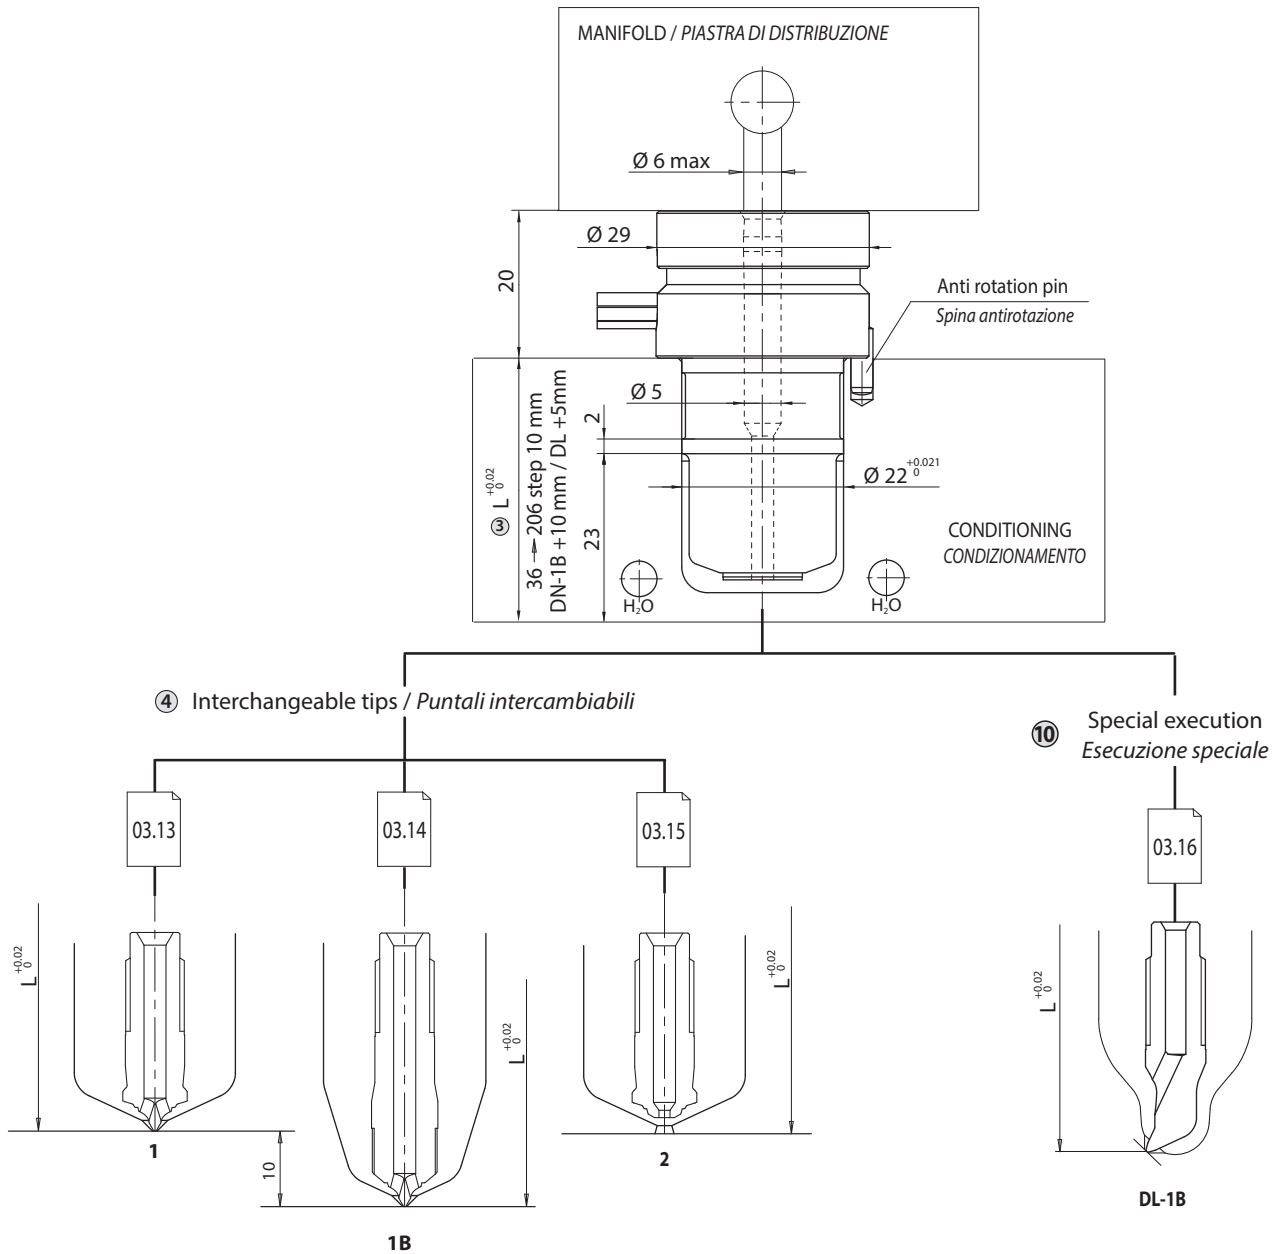 MANIFOLD / PIASTRA DI DISTRIBUZIONE
Ø 6 max
Ø 29
20
Anti rotation pin
Spina antirotazione
Ø 5
2
3 L +0.02 0
36 → 206 step 10 mm
DN-1B +10 mm / DL +5mm
Ø 22 +0.021 0
23
CONDITIONING
CONDIZIONAMENTO
H₂O
H₂O
4 Interchangeable tips / Puntali intercambiabili
10 Special execution
Esecuzione speciale
03.13
03.14
03.15
03.16
L +0.02 0
L +0.02 0
L +0.02 0
L +0.02 0
1
10
1B
2
DL-1B